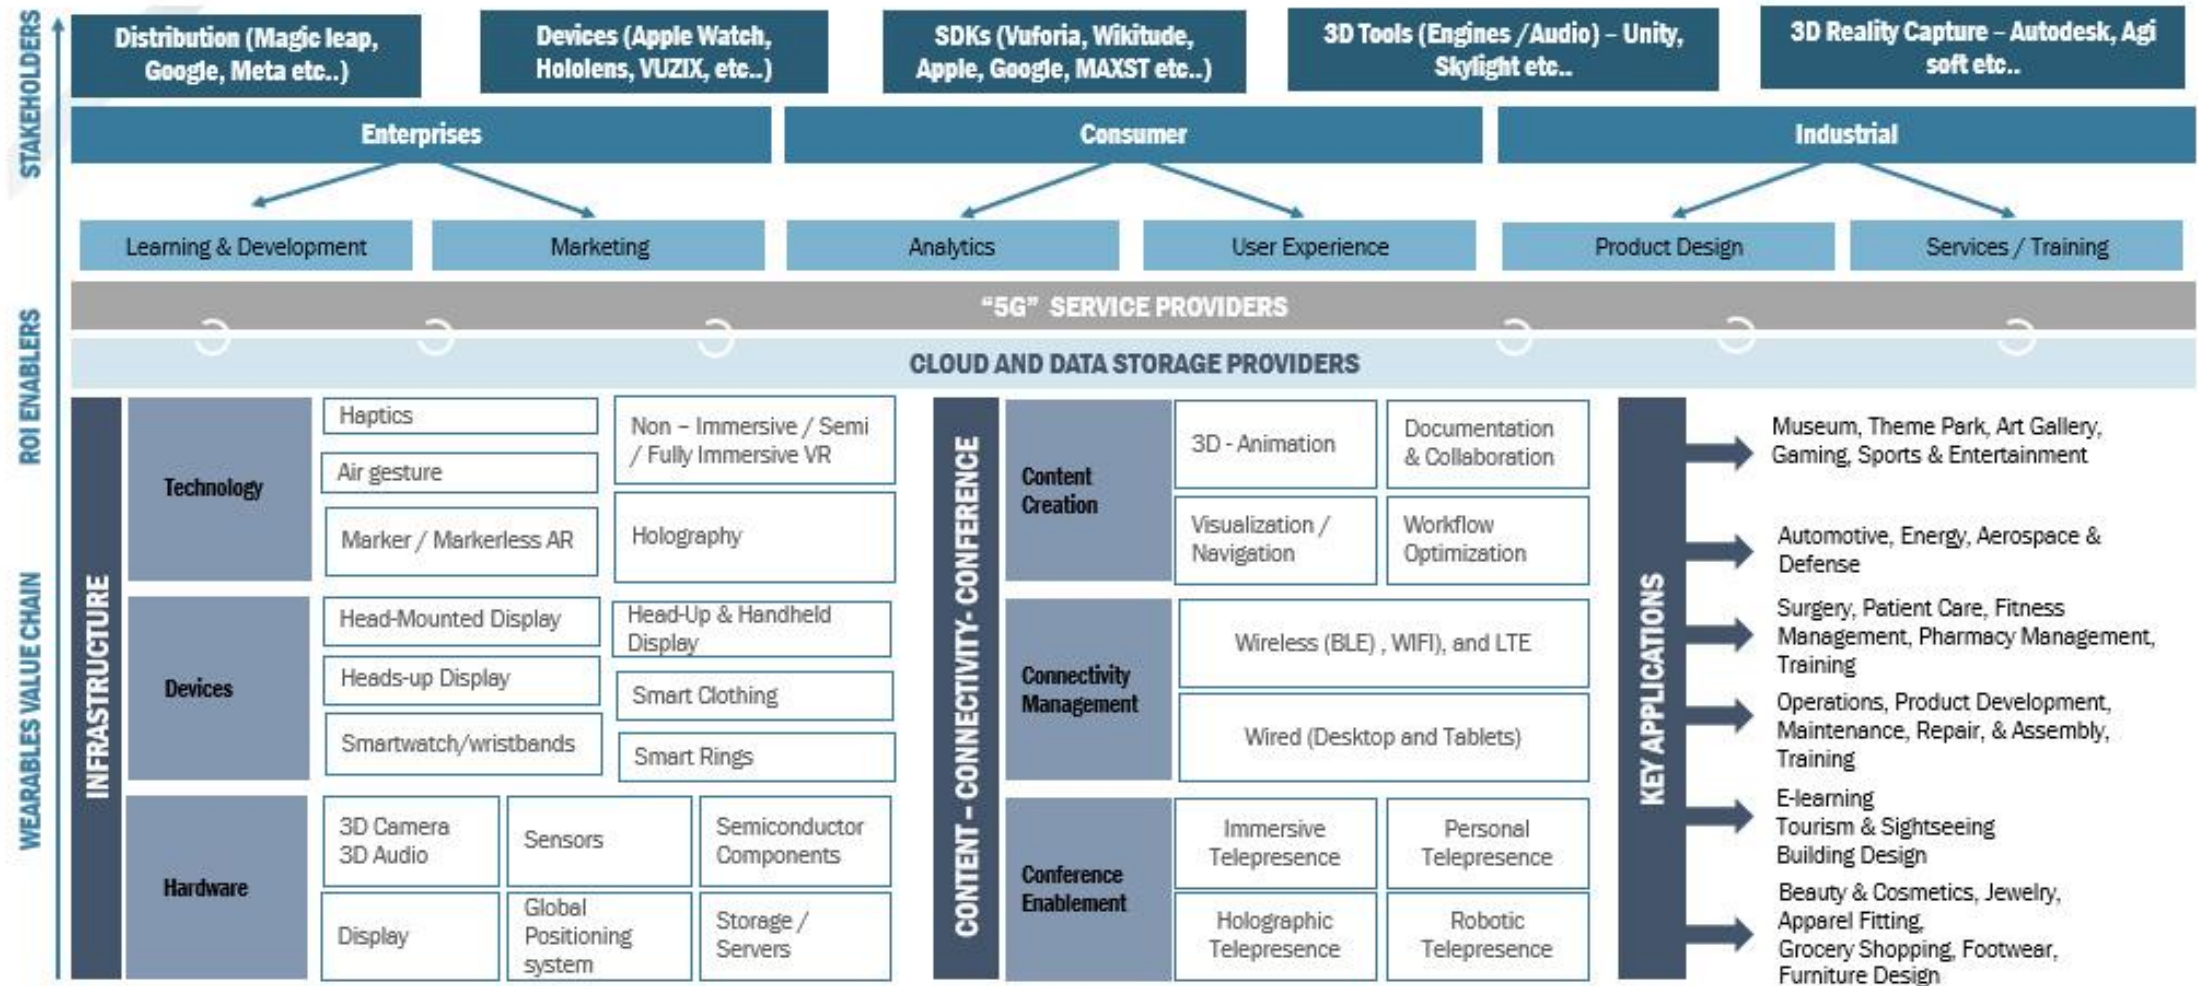 STAKEHOLDERS
Distribution (Magic leap,
Google, Meta etc..)
Devices (Apple Watch,
Hololens, VUZIX, etc..)
SDKs (Vuforia, Wikitude,
Apple, Google, MAXST etc..)
3D Tools (Engines /Audio) – Unity,
Skylight etc..
3D Reality Capture – Autodesk, Agi
soft etc..
Enterprises
Consumer
Industrial
Learning & Development
Marketing
Analytics
User Experience
Product Design
Services / Training
ROI ENABLERS
“5G” SERVICE PROVIDERS
CLOUD AND DATA STORAGE PROVIDERS
WEARABLES VALUE CHAIN
INFRASTRUCTURE
Technology
Haptics
Air gesture
Marker / Markerless AR
Non – Immersive / Semi
/ Fully Immersive VR
Holography
Devices
Head-Mounted Display
Heads-up Display
Smartwatch/wristbands
Head-Up & Handheld
Display
Smart Clothing
Smart Rings
Hardware
3D Camera
3D Audio
Sensors
Semiconductor
Components
Display
Global
Positioning
system
Storage /
Servers
CONTENT – CONNECTIVITY- CONFERENCE
Content
Creation
3D - Animation
Documentation
& Collaboration
Visualization /
Navigation
Workflow
Optimization
Connectivity
Management
Wireless (BLE) , WIFI), and LTE
Wired (Desktop and Tablets)
Conference
Enablement
Immersive
Telepresence
Personal
Telepresence
Holographic
Telepresence
Robotic
Telepresence
KEY APPLICATIONS
Museum, Theme Park, Art Gallery,
Gaming, Sports & Entertainment
Automotive, Energy, Aerospace &
Defense
Surgery, Patient Care, Fitness
Management, Pharmacy Management,
Training
Operations, Product Development,
Maintenance, Repair, & Assembly,
Training
E-learning
Tourism & Sightseeing
Building Design
Beauty & Cosmetics, Jewelry,
Apparel Fitting,
Grocery Shopping, Footwear,
Furniture Design